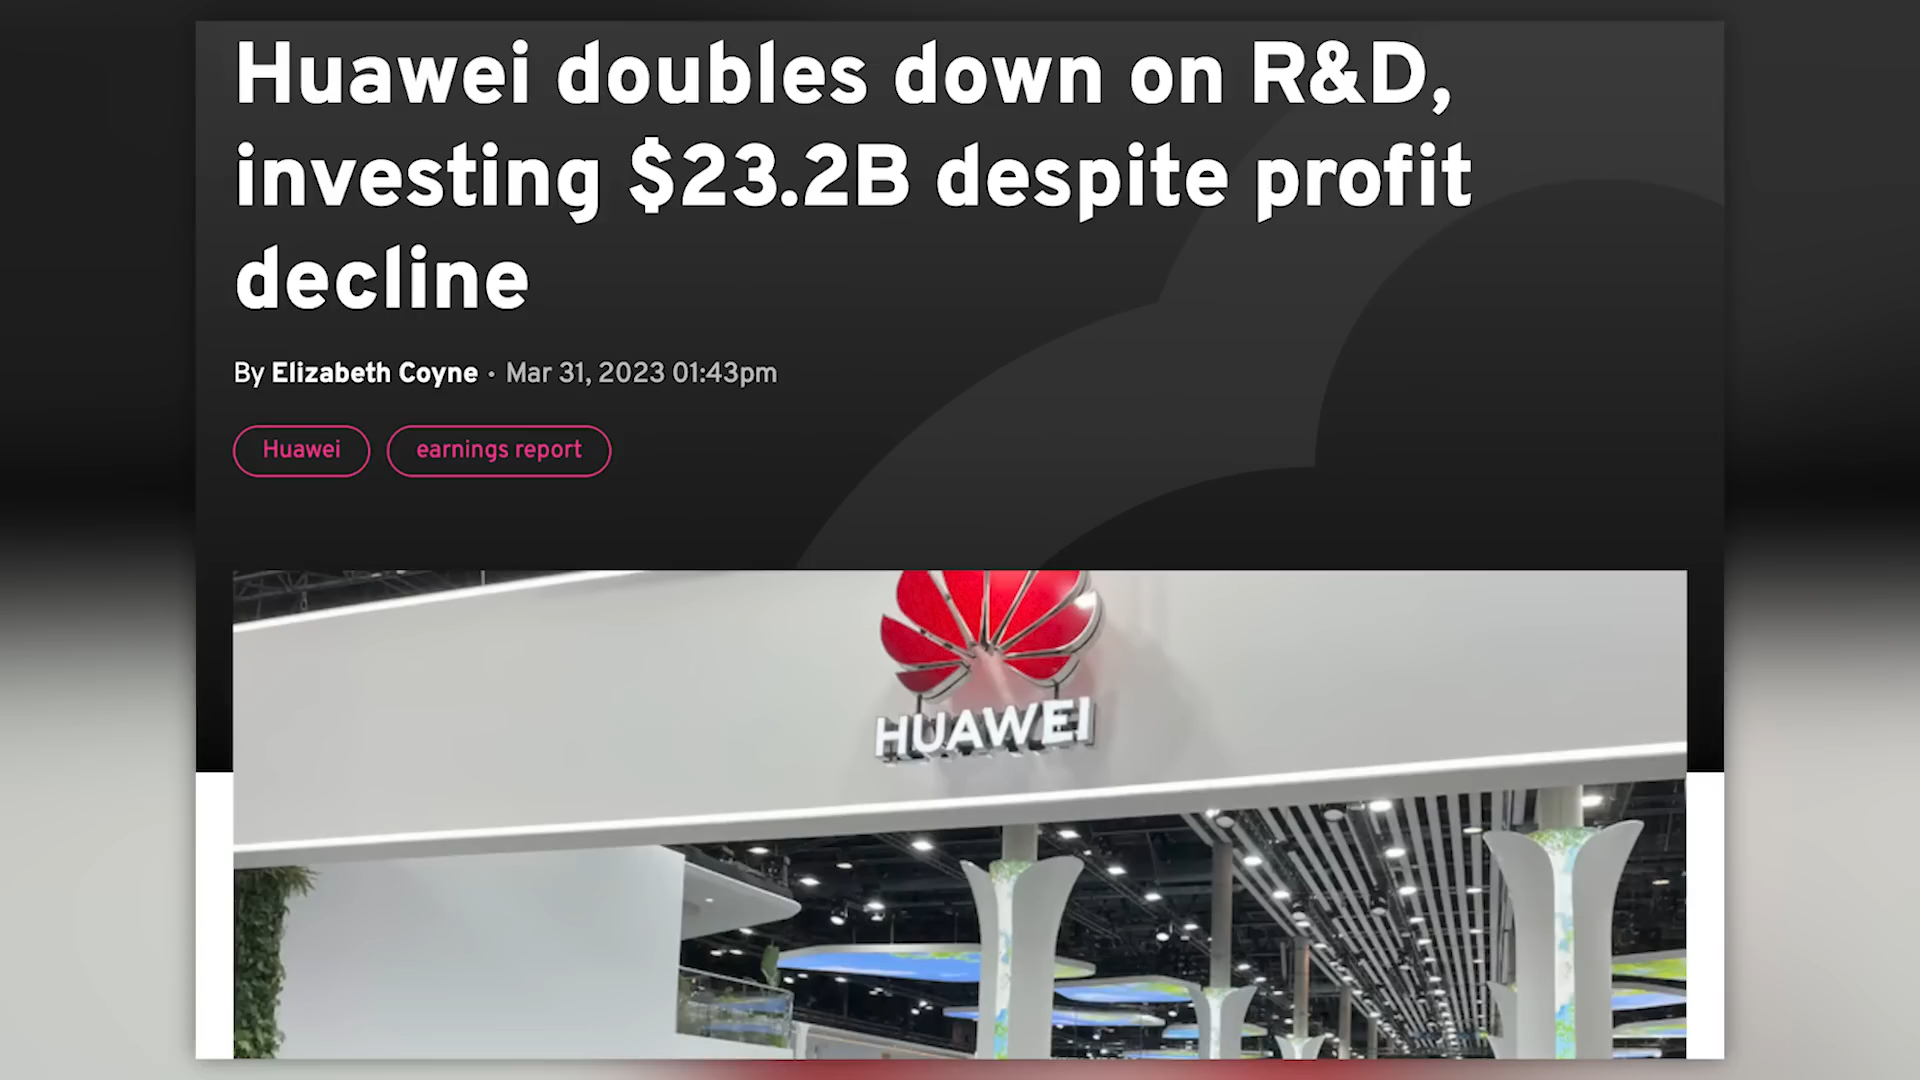 Huawei doubles down on R&D,
investing $23.2B despite profit
decline
By Elizabeth Coyne • Mar 31, 2023 01:43pm
Huawei
earnings report
HUAWEI